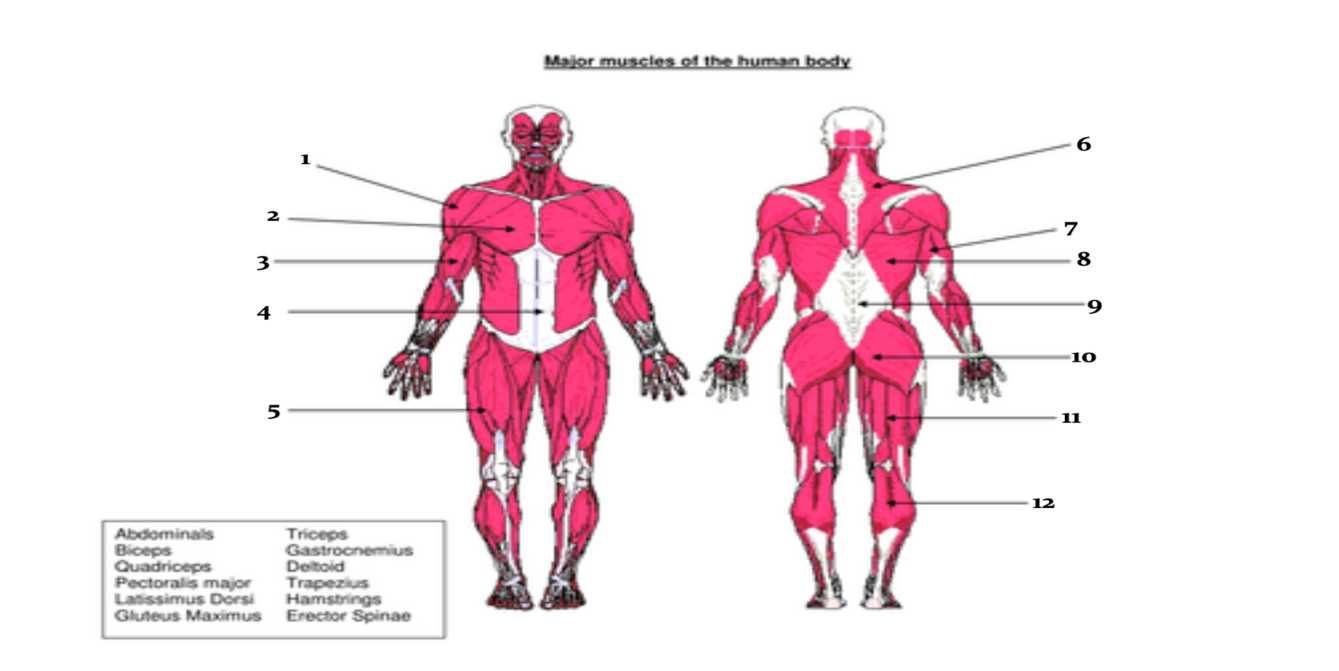 Major muscles of the human body
1
2
3
4
5
6
7
8
9
10
11
12
Abdominals Triceps
Biceps Gastrocnemius
Quadriceps Deltoid
Pectoralis major Trapezius
Latissimus Dorsi Hamstrings
Gluteus Maximus Erector Spinae